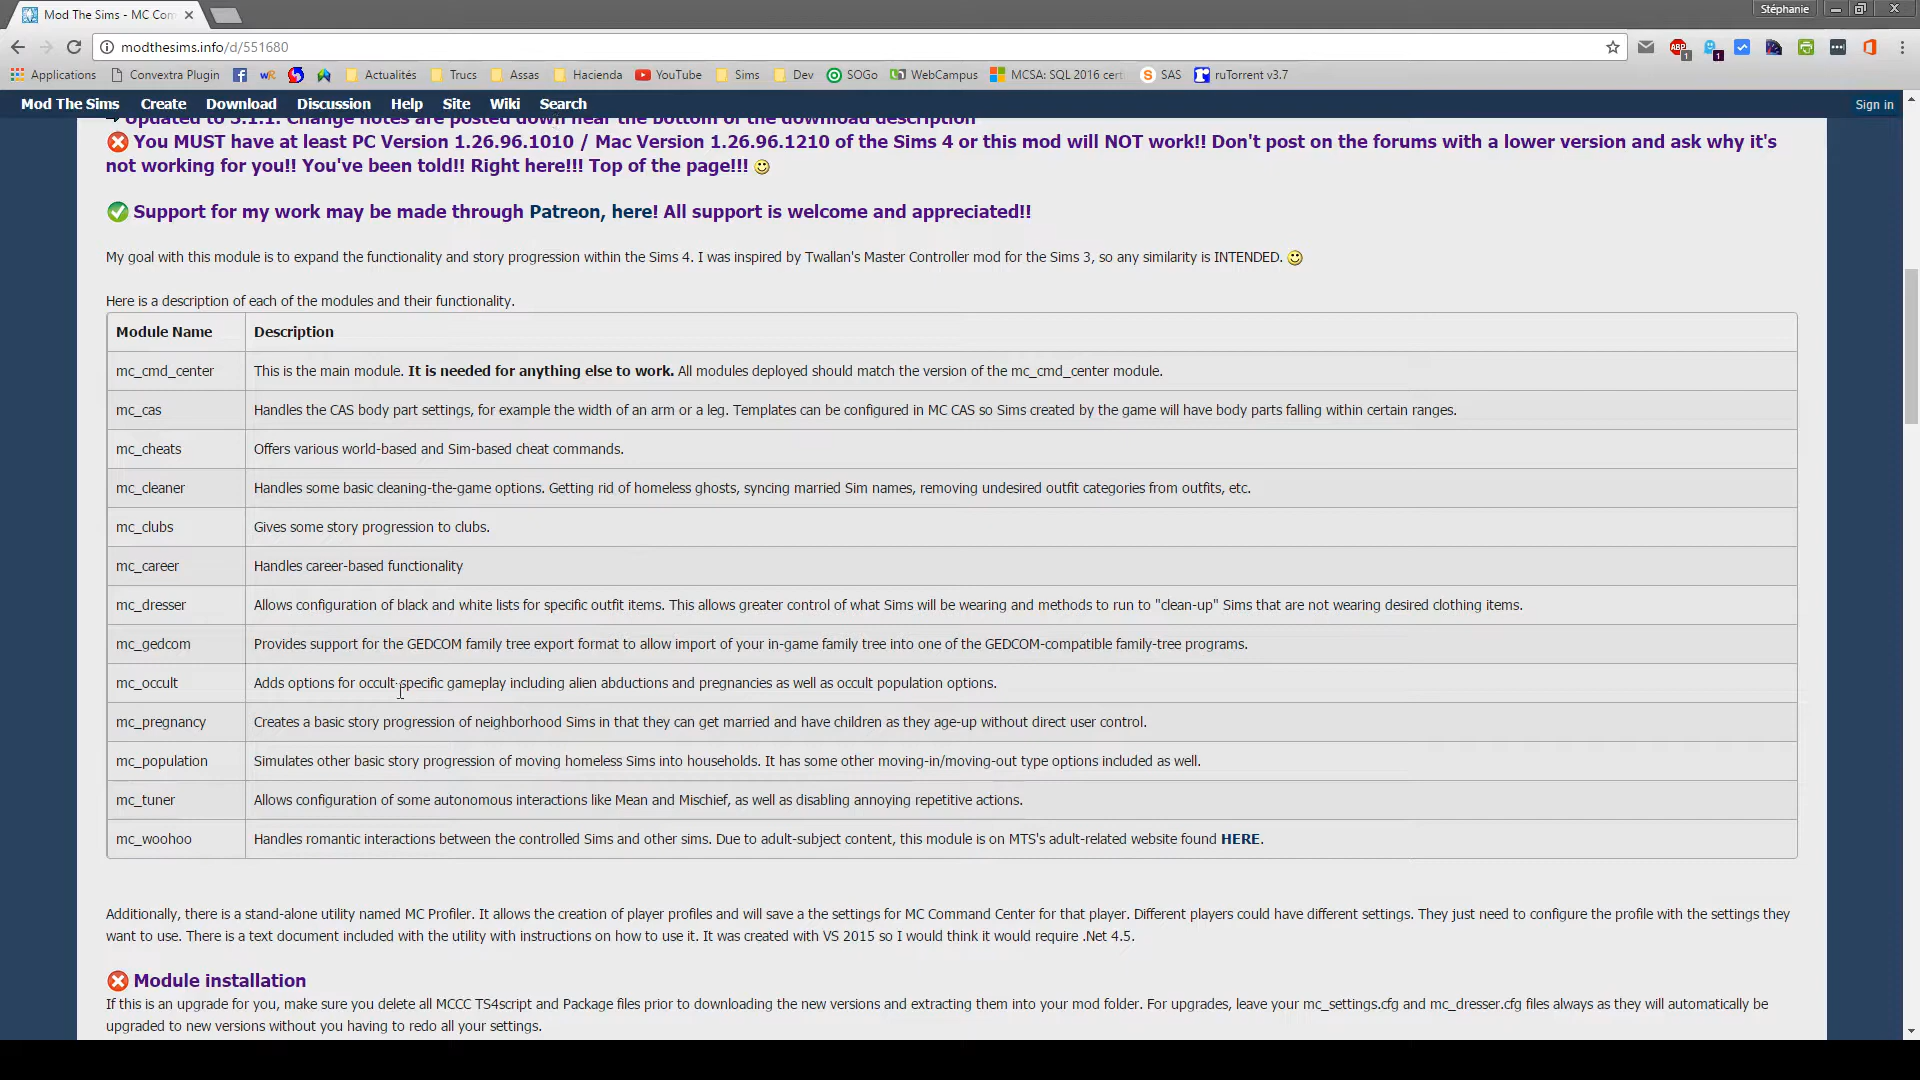 Mod The Sims - MC Com
Stéphanie
modthesims.info/d/551680
Applications Convextra Plugin Actualités Trucs Assas Hacienda YouTube Sims Dev SOGo WebCampus MCSA: SQL 2016 cert SAS ruTorrent v3.7
Mod The Sims Create Download Discussion Help Site Wiki Search Sign in
Updated to 3.1.1. Change notes are posted down near the bottom of the download description
You MUST have at least PC Version 1.26.96.1010 / Mac Version 1.26.96.1210 of the Sims 4 or this mod will NOT work!! Don't post on the forums with a lower version and ask why it's
not working for you!! You've been told!! Right here!!! Top of the page!!!
Support for my work may be made through Patreon, here! All support is welcome and appreciated!!
My goal with this module is to expand the functionality and story progression within the Sims 4. I was inspired by Twallan's Master Controller mod for the Sims 3, so any similarity is INTENDED.
Here is a description of each of the modules and their functionality.
Module Name Description
mc_cmd_center This is the main module. It is needed for anything else to work. All modules deployed should match the version of the mc_cmd_center module.
mc_cas Handles the CAS body part settings, for example the width of an arm or a leg. Templates can be configured in MC CAS so Sims created by the game will have body parts falling within certain ranges.
mc_cheats Offers various world-based and Sim-based cheat commands.
mc_cleaner Handles some basic cleaning-the-game options. Getting rid of homeless ghosts, syncing married Sim names, removing undesired outfit categories from outfits, etc.
mc_clubs Gives some story progression to clubs.
mc_career Handles career-based functionality
mc_dresser Allows configuration of black and white lists for specific outfit items. This allows greater control of what Sims will be wearing and methods to run to "clean-up" Sims that are not wearing desired clothing items.
mc_gedcom Provides support for the GEDCOM family tree export format to allow import of your in-game family tree into one of the GEDCOM-compatible family-tree programs.
mc_occult Adds options for occult-specific gameplay including alien abductions and pregnancies as well as occult population options.
mc_pregnancy Creates a basic story progression of neighborhood Sims in that they can get married and have children as they age-up without direct user control.
mc_population Simulates other basic story progression of moving homeless Sims into households. It has some other moving-in/moving-out type options included as well.
mc_tuner Allows configuration of some autonomous interactions like Mean and Mischief, as well as disabling annoying repetitive actions.
mc_woohoo Handles romantic interactions between the controlled Sims and other sims. Due to adult-subject content, this module is on MTS's adult-related website found HERE.
Additionally, there is a stand-alone utility named MC Profiler. It allows the creation of player profiles and will save a the settings for MC Command Center for that player. Different players could have different settings. They just need to configure the profile with the settings they
want to use. There is a text document included with the utility with instructions on how to use it. It was created with VS 2015 so I would think it would require .Net 4.5.
Module installation
If this is an upgrade for you, make sure you delete all MCCC TS4script and Package files prior to downloading the new versions and extracting them into your mod folder. For upgrades, leave your mc_settings.cfg and mc_dresser.cfg files always as they will automatically be
upgraded to new versions without you having to redo all your settings.